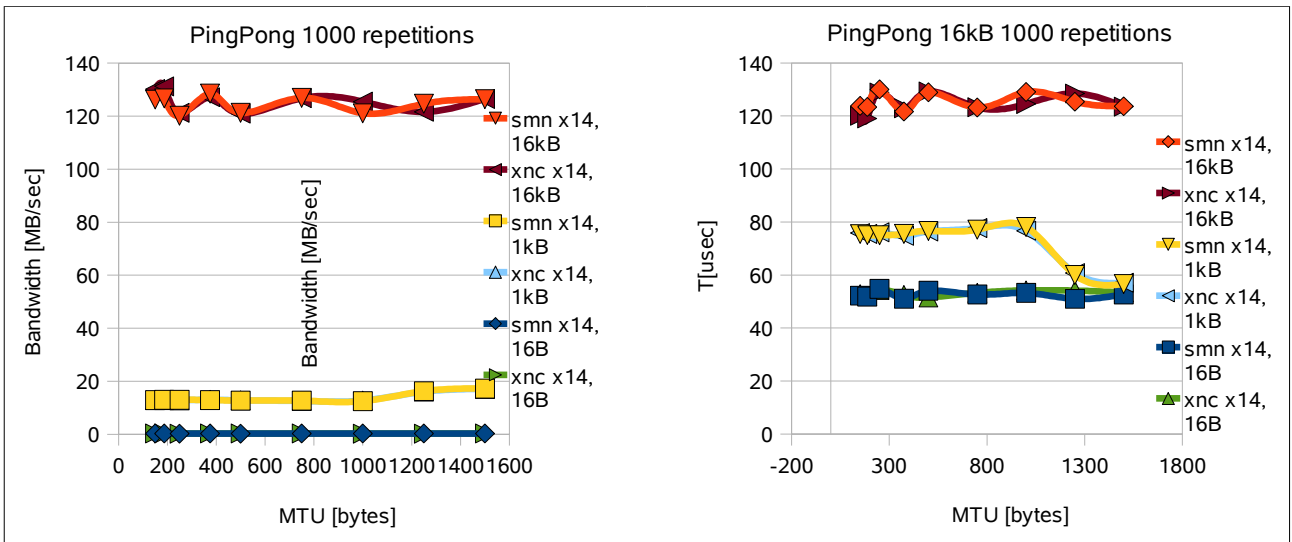 PingPong 1000 repetitions
140
120
100
80
60
40
20
0
0
200
400
600
800
1000
1200
1400
1600
MTU [bytes]
Bandwidth [MB/sec]
Bandwidth [MB/sec]
smn x14,
16kB
xnc x14,
16kB
smn x14,
1kB
xnc x14,
1kB
smn x14,
16B
xnc x14,
16B
PingPong 16kB 1000 repetitions
140
120
100
80
60
40
20
0
-200
300
800
1300
1800
MTU [bytes]
T[usec]
smn x14,
16kB
xnc x14,
16kB
smn x14,
1kB
xnc x14,
1kB
smn x14,
16B
xnc x14,
16B